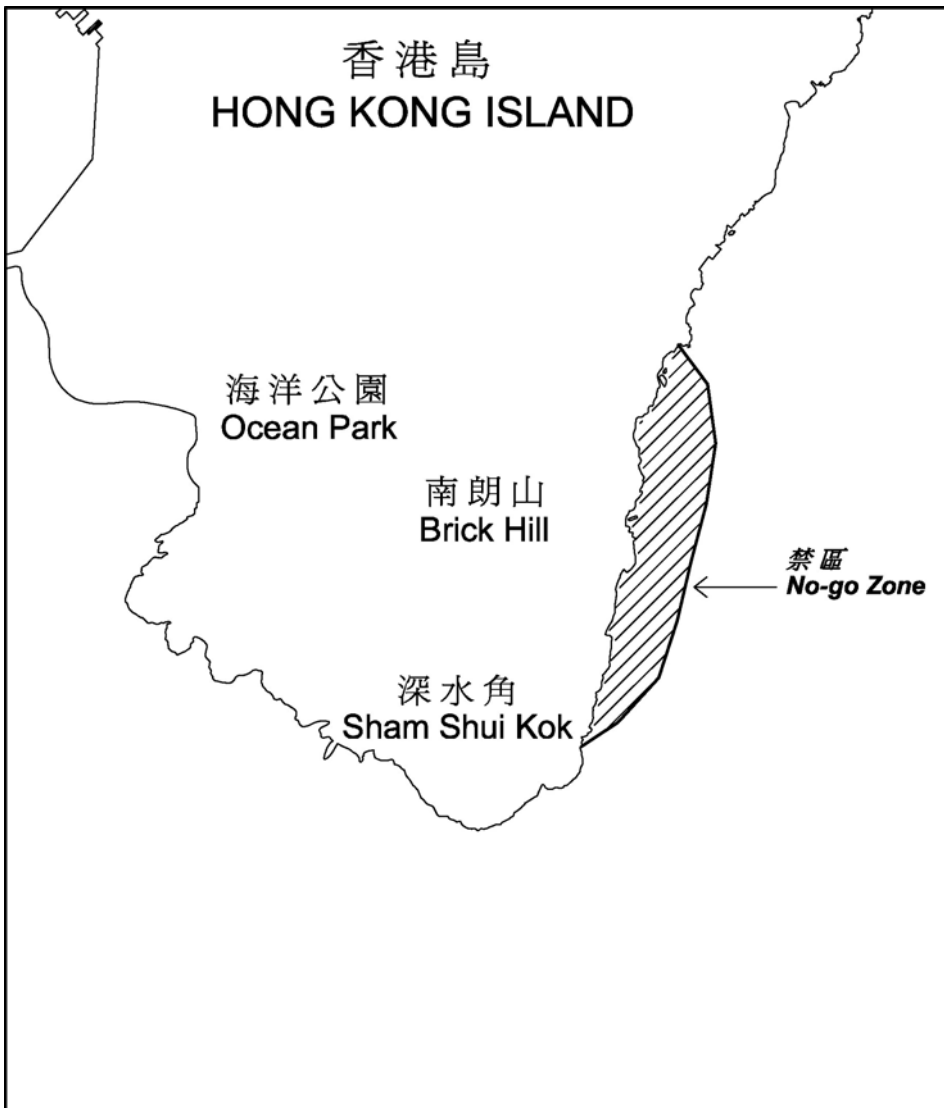 香港島
HONG KONG ISLAND
海洋公園
Ocean Park
南朗山
Brick Hill
禁區
No-go Zone
深水角
Sham Shui Kok